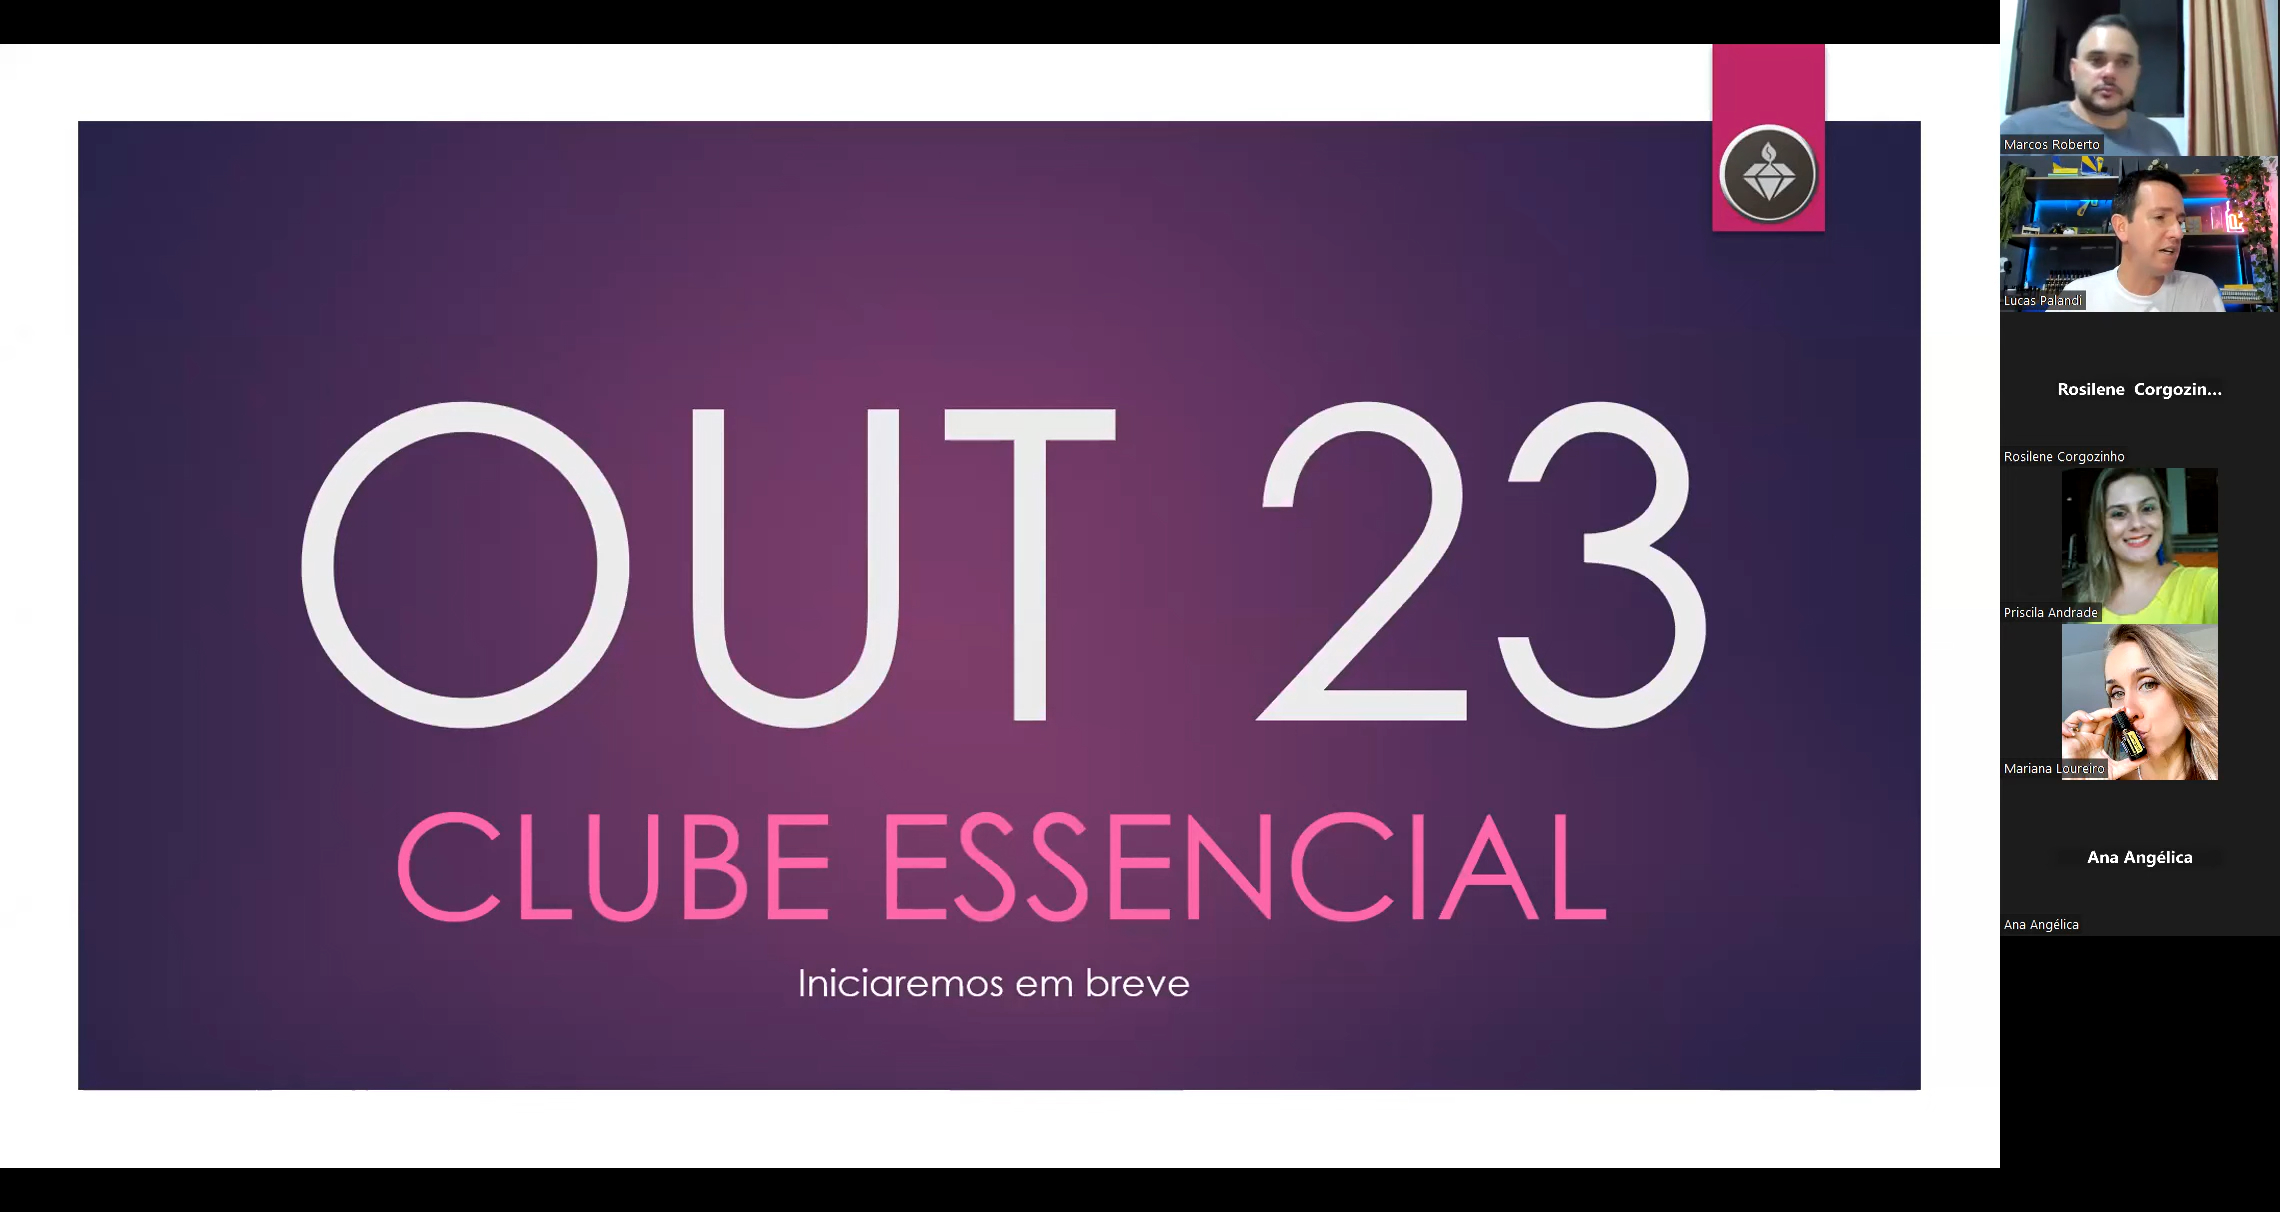 OUT 23
CLUBE ESSENCIAL
Iniciaremos em breve
Marcos Roberto
Lucas Palandi
Rosilene Corgozin...
Rosilene Corgozinho
Priscila Andrade
Mariana Loureiro
Ana Angélica
Ana Angélica